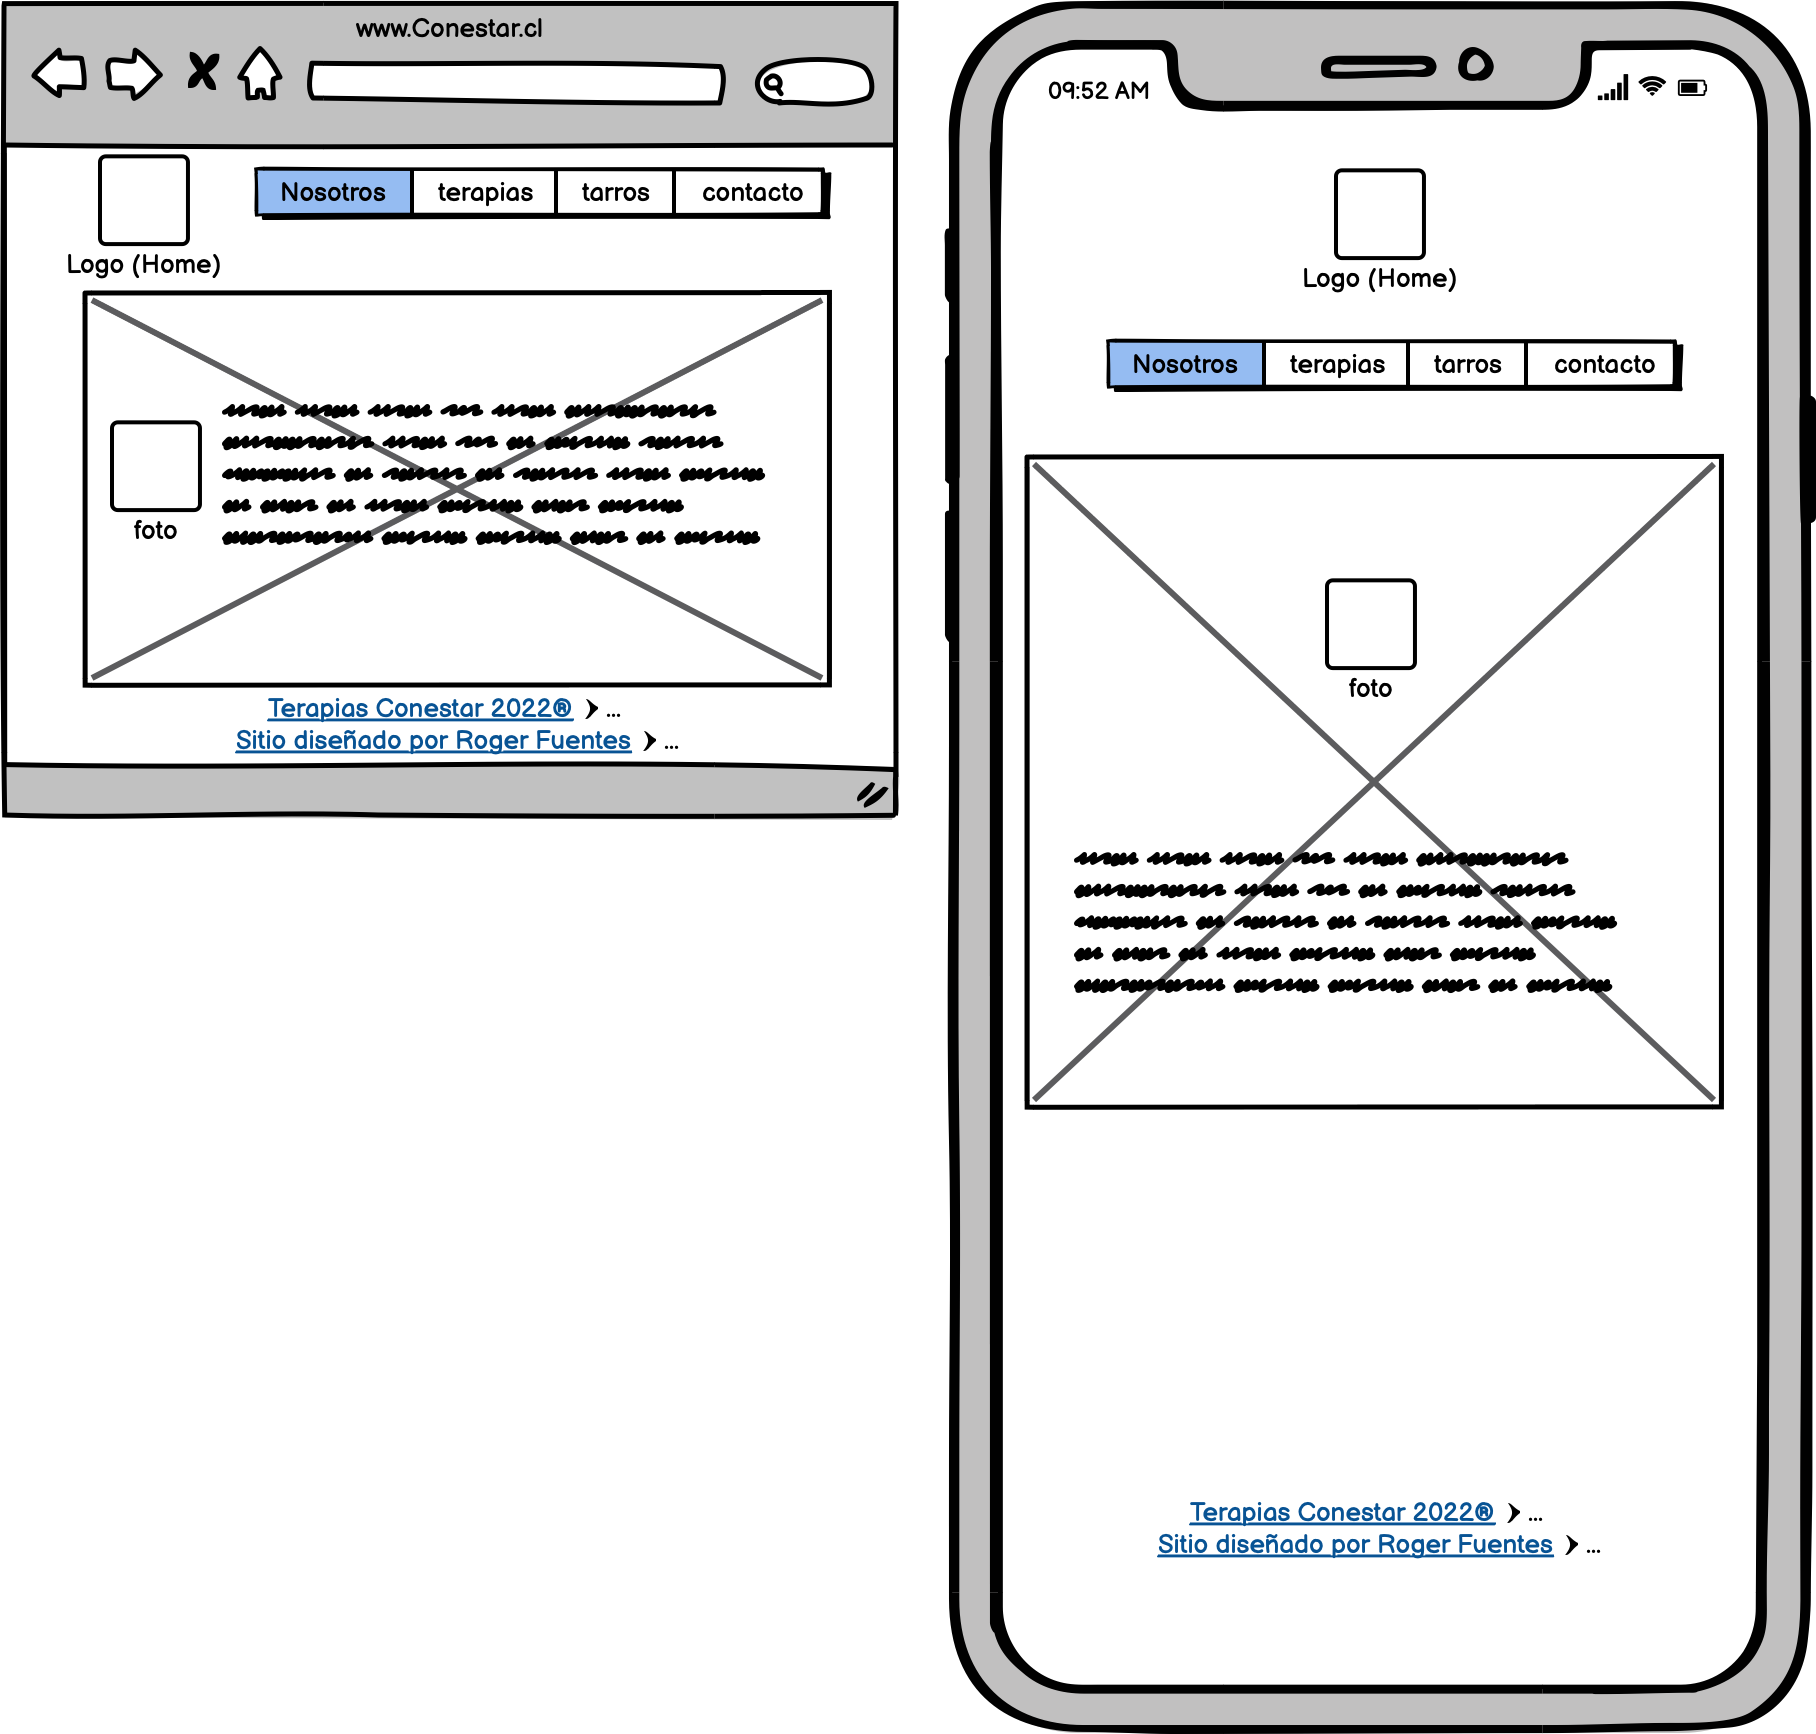 www.Conestar.cl
Nosotros terapias tarros contacto
Logo (Home)
foto
Terapias Conestar 2022® ...
Sitio diseñado por Roger Fuentes ...
09:52 AM
Logo (Home)
Nosotros terapias tarros contacto
foto
Terapias Conestar 2022® ...
Sitio diseñado por Roger Fuentes ...